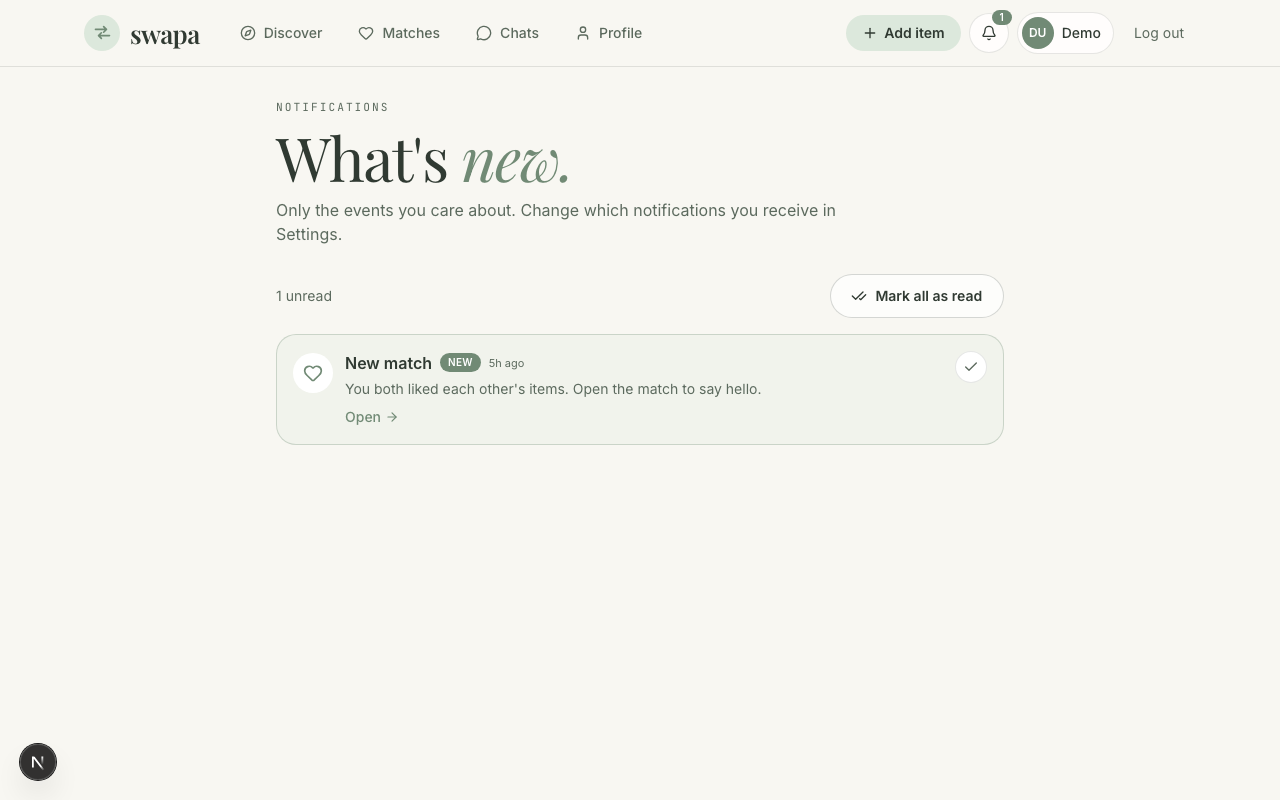 swapa
Discover
Matches
Chats
Profile
Add item
1
DU
Demo
Log out
NOTIFICATIONS
What's new.
Only the events you care about. Change which notifications you receive in
Settings.
1 unread
Mark all as read
New match NEW 5h ago
You both liked each other's items. Open the match to say hello.
Open →
N